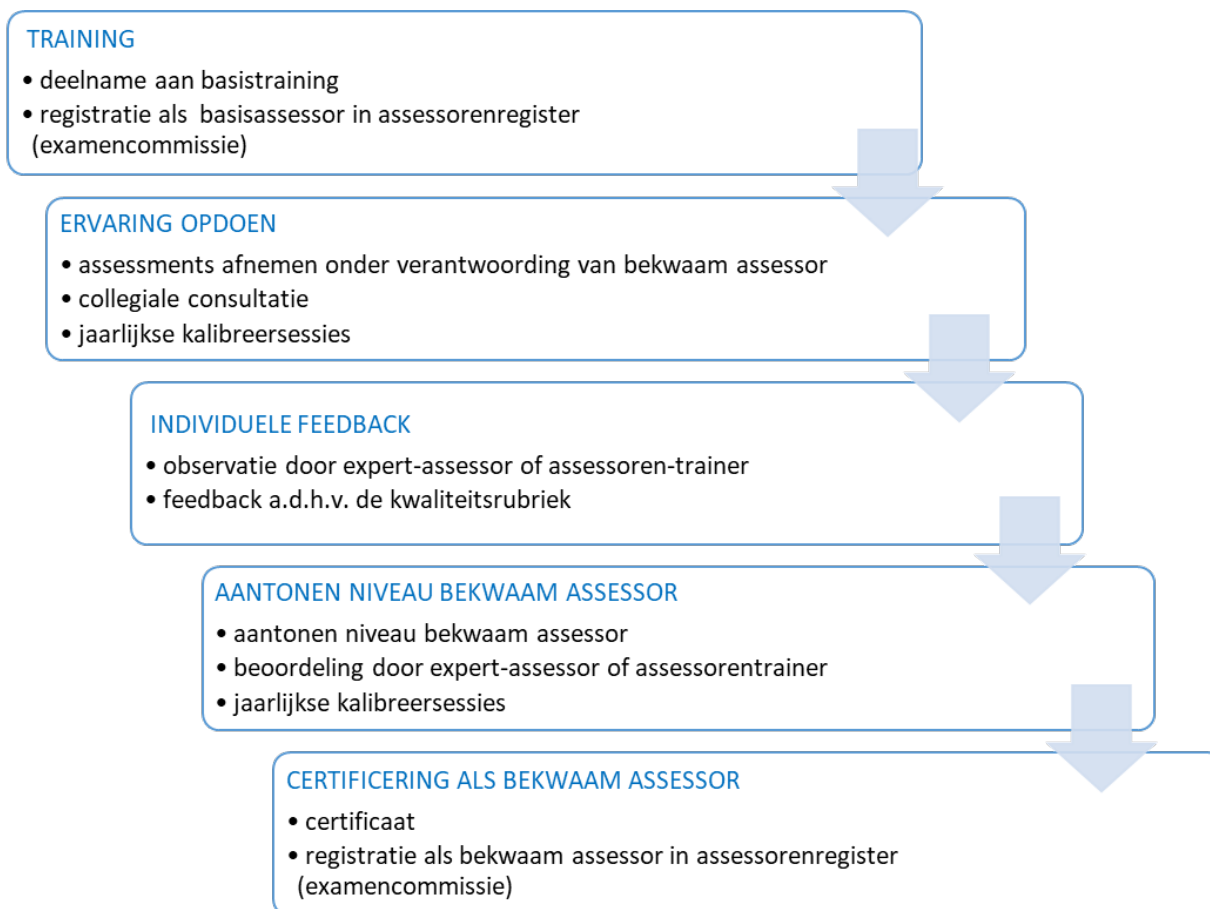 TRAINING
• deelname aan basistraining
• registratie als basisassessor in assessorenregister
(examencommissie)
ERVARING OPDOEN
• assessments afnemen onder verantwoording van bekwaam assessor
• collegiale consultatie
• jaarlijkse kalibreersessies
INDIVIDUELE FEEDBACK
• observatie door expert-assessor of assessoren-trainer
• feedback a.d.h.v. de kwaliteitsrubriek
AANTONEN NIVEAU BEKWAAM ASSESSOR
• aantonen niveau bekwaam assessor
• beoordeling door expert-assessor of assessorentrainer
• jaarlijkse kalibreersessies
CERTIFICERING ALS BEKWAAM ASSESSOR
• certificaat
• registratie als bekwaam assessor in assessorenregister
(examencommissie)